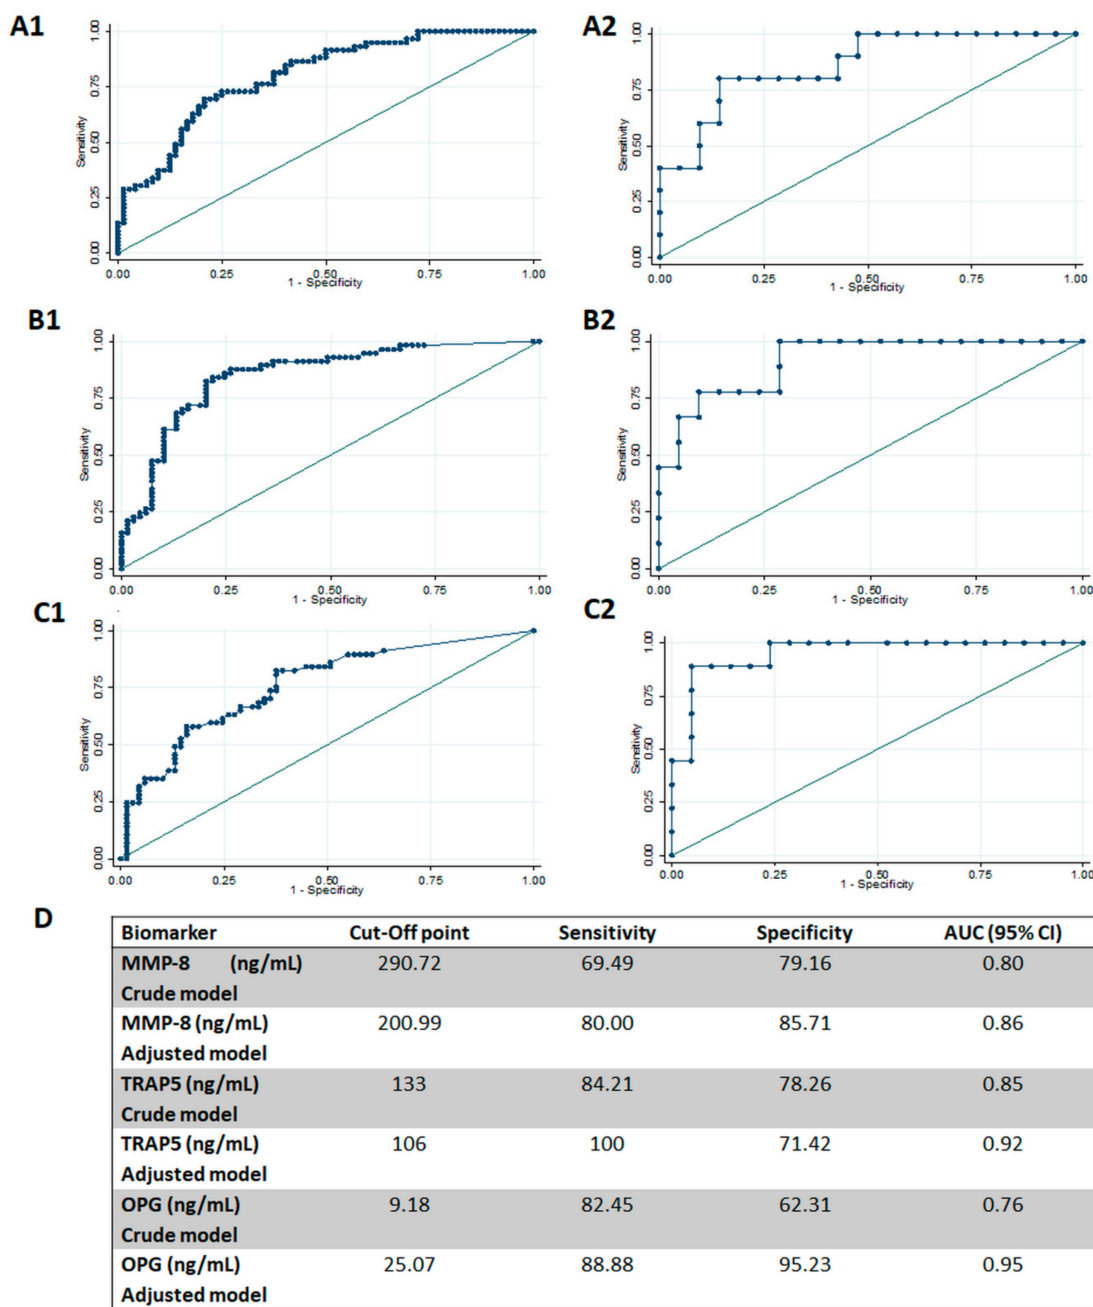 A1
A2
1.00
0.75
0.50
0.25
0.00
Sensitivity
0.00 0.25 0.50 0.75 1.00
1 - Specificity
1.00
0.75
0.50
0.25
0.00
Sensitivity
0.00 0.25 0.50 0.75 1.00
1 - Specificity
B1
B2
1.00
0.75
0.50
0.25
0.00
Sensitivity
0.00 0.25 0.50 0.75 1.00
1 - Specificity
1.00
0.75
0.50
0.25
0.00
Sensitivity
0.00 0.25 0.50 0.75 1.00
1 - Specificity
C1
C2
1.00
0.75
0.50
0.25
0.00
Sensitivity
0.00 0.25 0.50 0.75 1.00
1 - Specificity
1.00
0.75
0.50
0.25
0.00
Sensitivity
0.00 0.25 0.50 0.75 1.00
1 - Specificity
D
Biomarker Cut-Off point Sensitivity Specificity AUC (95% CI)
MMP-8 (ng/mL) 290.72 69.49 79.16 0.80
Crude model
MMP-8 (ng/mL) 200.99 80.00 85.71 0.86
Adjusted model
TRAP5 (ng/mL) 133 84.21 78.26 0.85
Crude model
TRAP5 (ng/mL) 106 100 71.42 0.92
Adjusted model
OPG (ng/mL) 9.18 82.45 62.31 0.76
Crude model
OPG (ng/mL) 25.07 88.88 95.23 0.95
Adjusted model